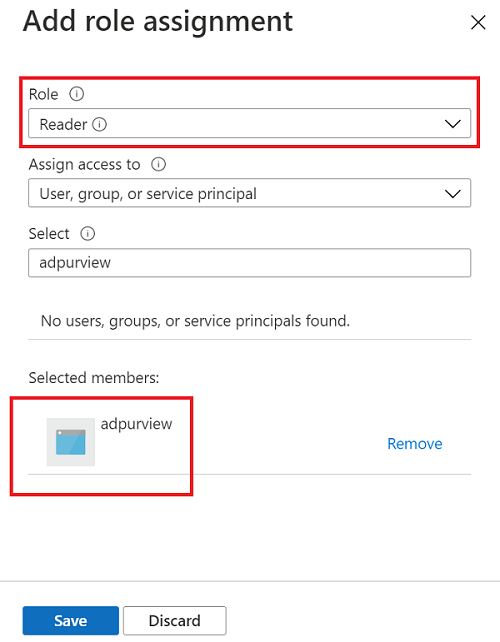 Add role assignment
Role
Reader
Assign access to
User, group, or service principal
Select
adpurview
No users, groups, or service principals found.
Selected members:
adpurview
Remove
Save
Discard